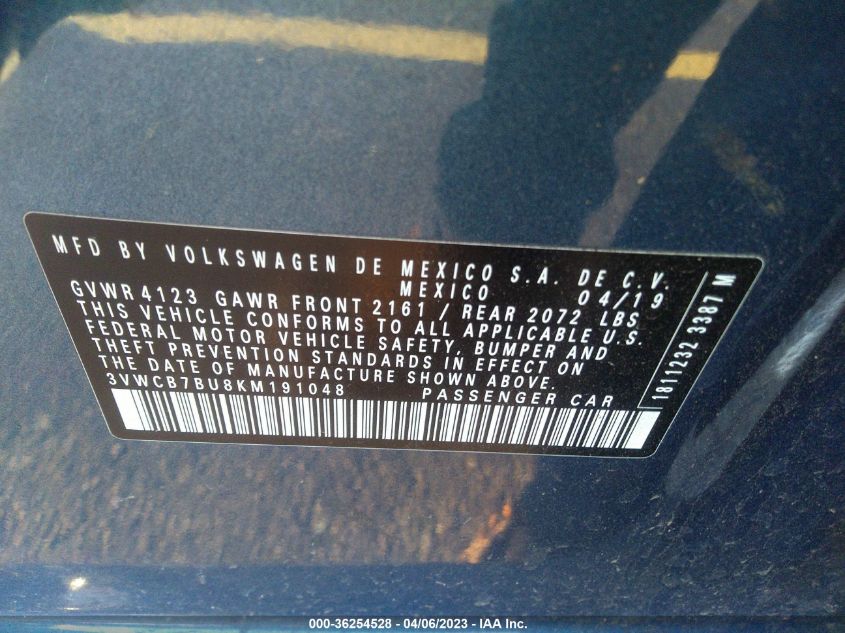 MFD BY VOLKSWAGEN DE MEXICO S.A. DE C.V.
MEXICO 04/19
GVWR 4123 GAWR FRONT 2161 / REAR 2072 LBS
THIS VEHICLE CONFORMS TO ALL APPLICABLE U.S.
FEDERAL MOTOR VEHICLE SAFETY, BUMPER AND
THEFT PREVENTION STANDARDS IN EFFECT ON
THE DATE OF MANUFACTURE SHOWN ABOVE.
3VWCB7BU8KM191048 PASSENGER CAR
1811232 3387 M
000-36254528 - 04/06/2023 - IAA Inc.